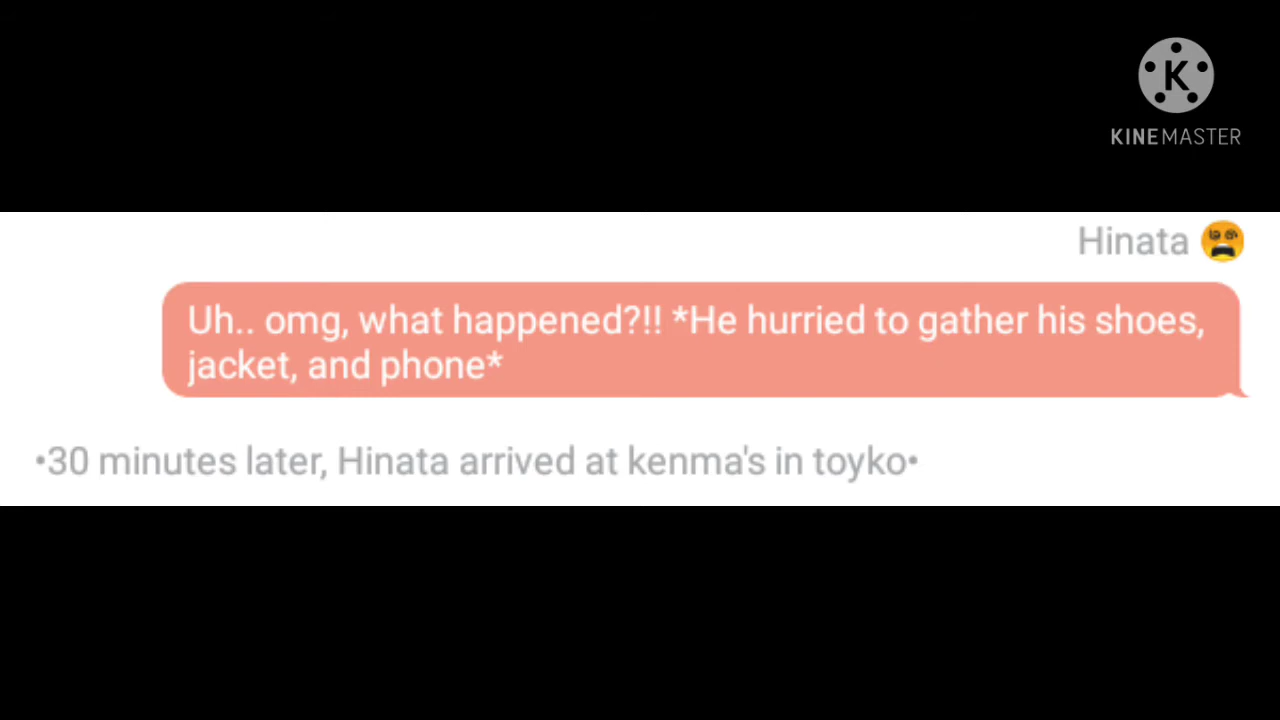 K
KINEMASTER
Hinata
Uh.. omg, what happened?!! *He hurried to gather his shoes,
jacket, and phone*
•30 minutes later, Hinata arrived at kenma's in toyko•